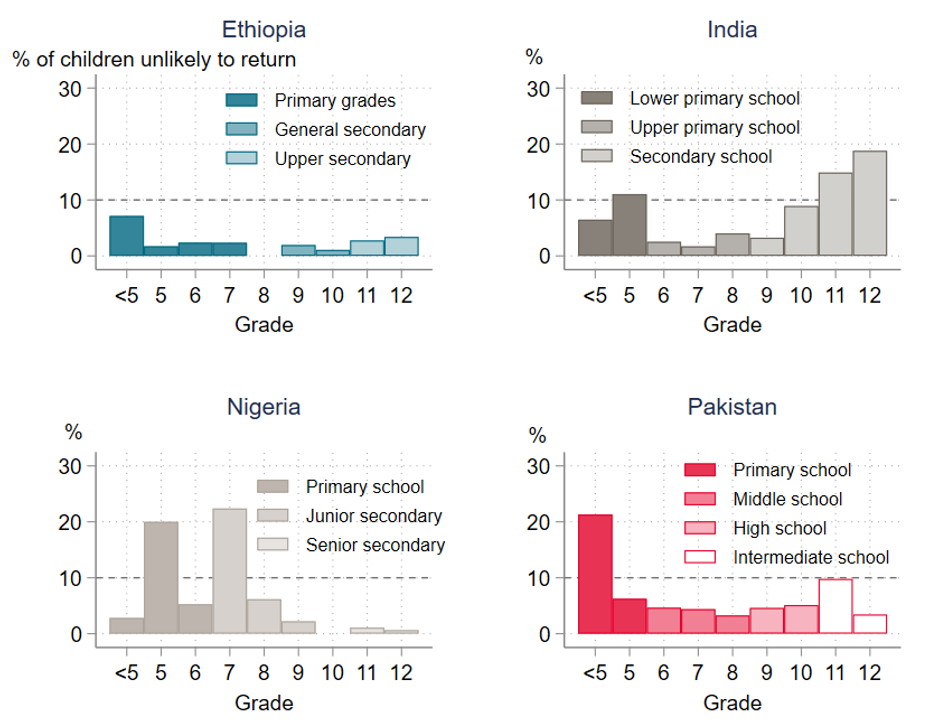 Ethiopia
% of children unlikely to return
30
20
10
0
Primary grades
General secondary
Upper secondary
<5 5 6 7 8 9 10 11 12
Grade
India
%
30
20
10
0
Lower primary school
Upper primary school
Secondary school
<5 5 6 7 8 9 10 11 12
Grade
Nigeria
%
30
20
10
0
Primary school
Junior secondary
Senior secondary
<5 5 6 7 8 9 10 11 12
Grade
Pakistan
%
30
20
10
0
Primary school
Middle school
High school
Intermediate school
<5 5 6 7 8 9 10 11 12
Grade